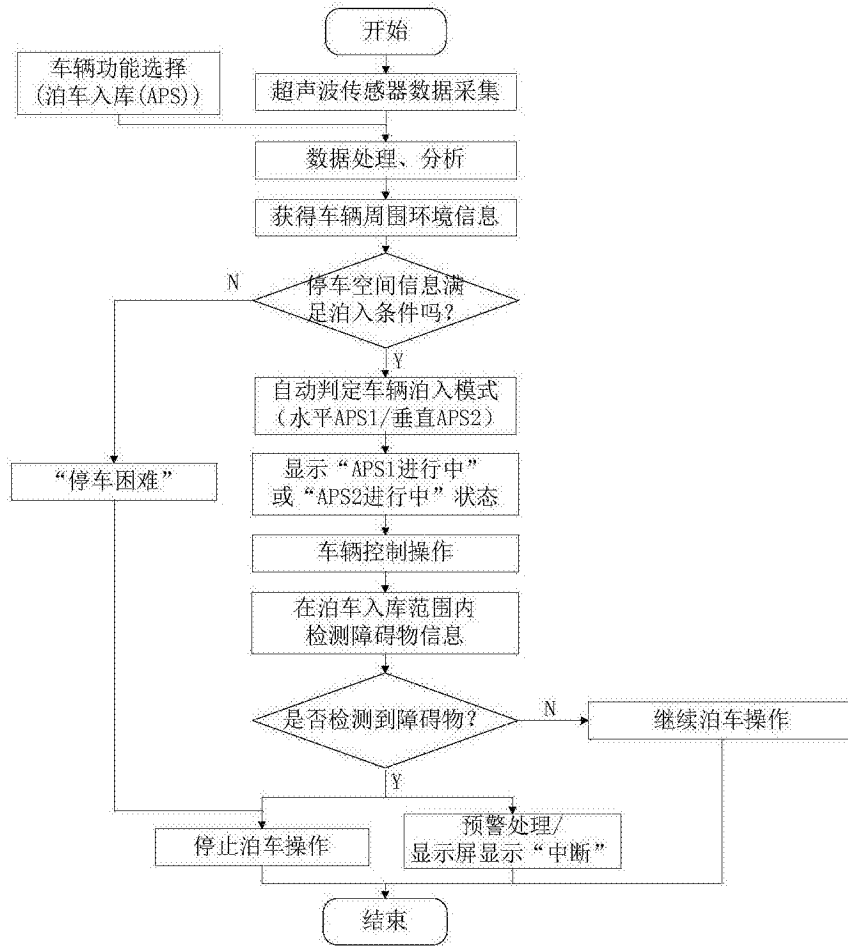 开始
车辆功能选择
(泊车入库(APS))
超声波传感器数据采集
数据处理、分析
获得车辆周围环境信息
停车空间信息满
足泊入条件吗?
N
Y
自动判定车辆泊入模式
(水平APS1/垂直APS2)
“停车困难”
显示“APS1进行中”
或“APS2进行中”状态
车辆控制操作
在泊车入库范围内
检测障碍物信息
是否检测到障碍物?
N
继续泊车操作
Y
停止泊车操作
预警处理/
显示屏显示“中断”
结束